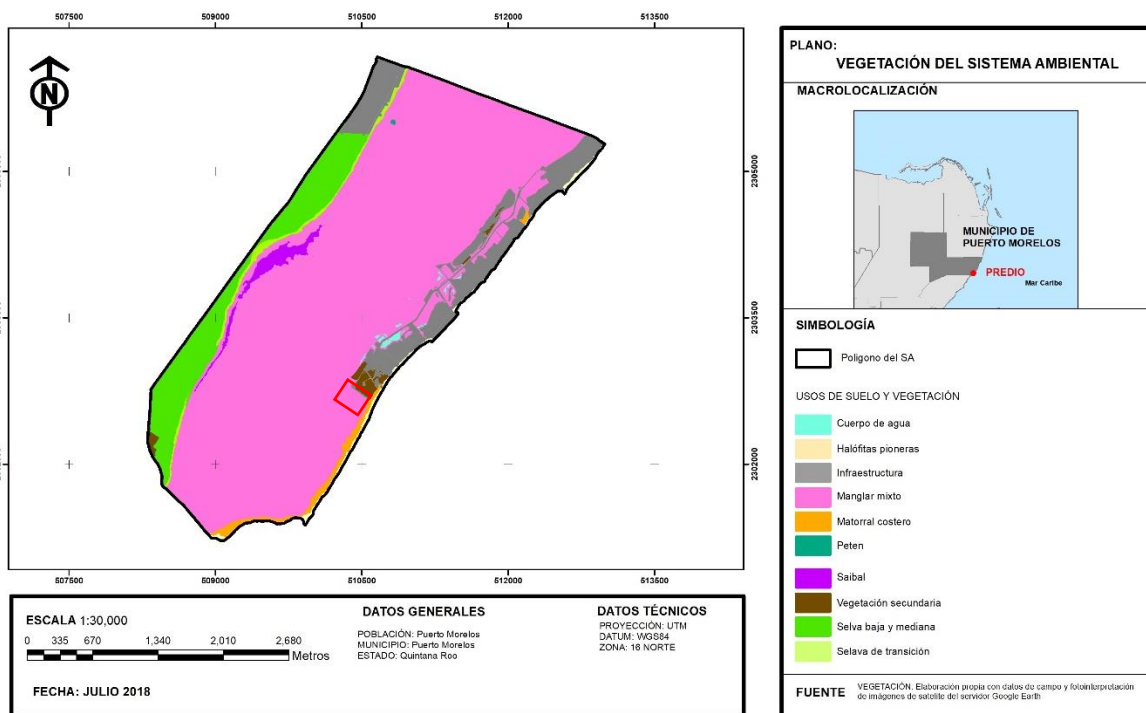 507500
509000
510500
512000
513500
N
2305000
2303500
2302000
507500
509000
510500
512000
513500
ESCALA 1:30,000
0 335 670 1,340 2,010 2,680
Metros
FECHA: JULIO 2018
DATOS GENERALES
POBLACIÓN: Puerto Morelos
MUNICIPIO: Puerto Morelos
ESTADO: Quintana Roo
DATOS TÉCNICOS
PROYECCIÓN: UTM
DATUM: WGS84
ZONA: 16 NORTE
PLANO:
VEGETACIÓN DEL SISTEMA AMBIENTAL
MACROLOCALIZACIÓN
MUNICIPIO DE
PUERTO MORELOS
PREDIO
Mar Caribe
SIMBOLOGÍA
Poligono del SA
USOS DE SUELO Y VEGETACIÓN
Cuerpo de agua
Halófitas pioneras
Infraestructura
Manglar mixto
Matorral costero
Peten
Saibal
Vegetación secundaria
Selva baja y mediana
Selava de transición
FUENTE
VEGETACIÓN. Elaboración propia con datos de campo y fotointerpretación
de imágenes de satelite del servidor Google Earth